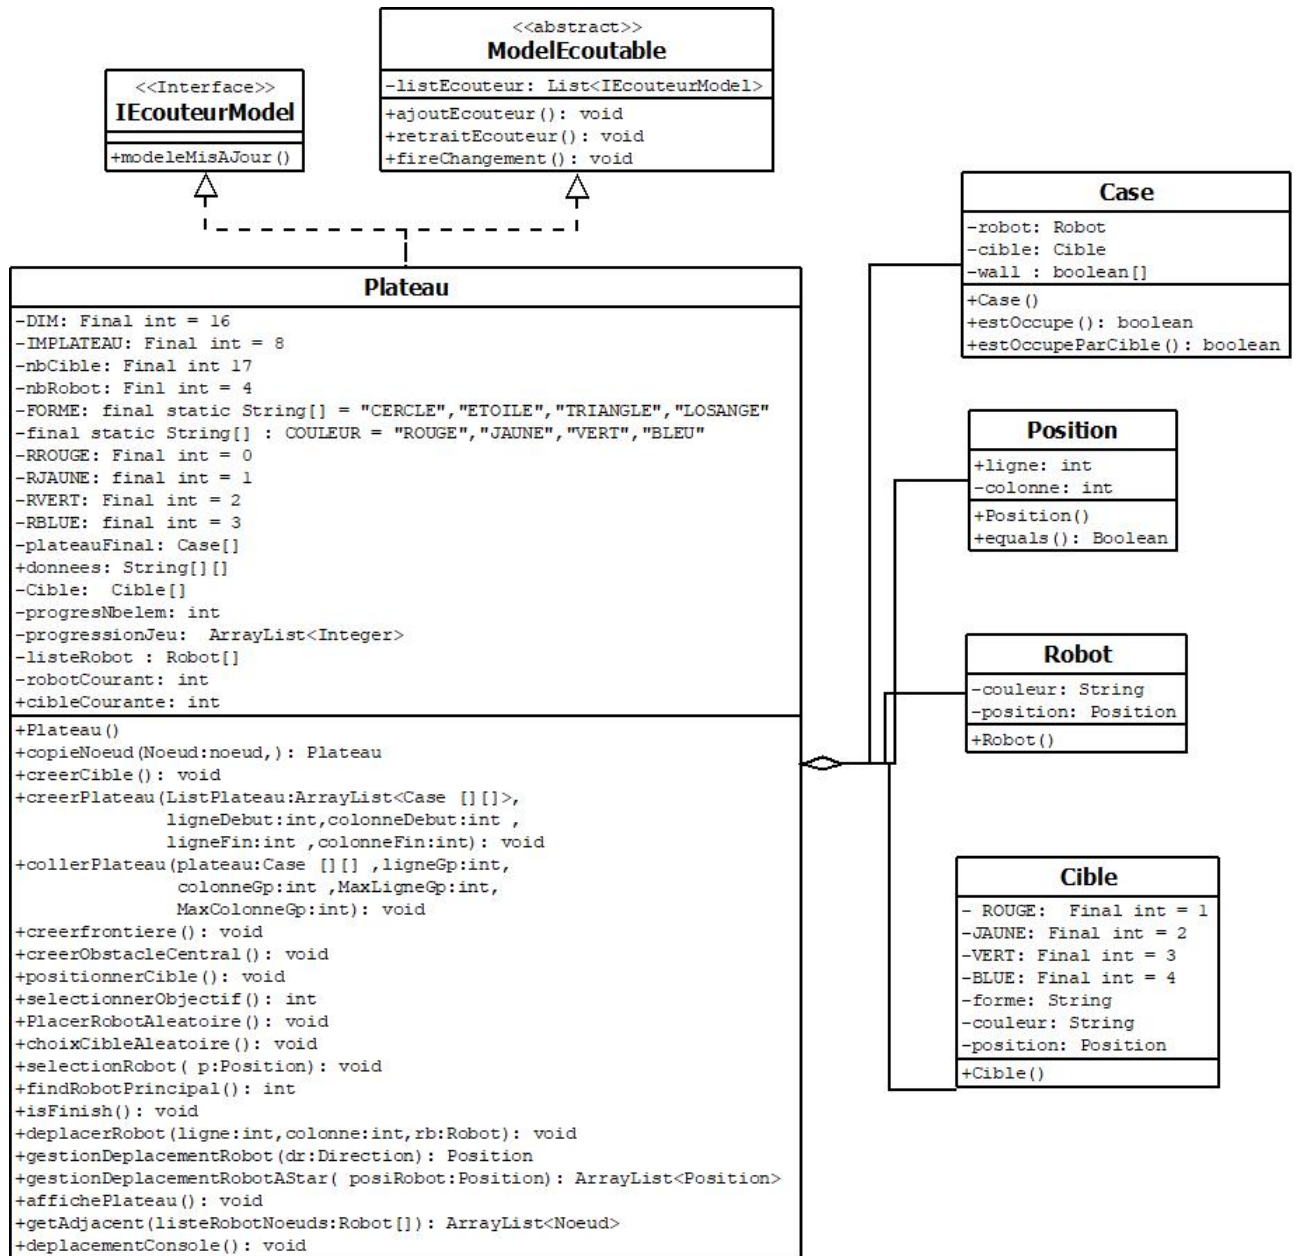 <<abstract>>
ModelEcoutable
-listEcouteur: List<IEcouteurModel>
+ajoutEcouteur(): void
+retraitEcouteur(): void
+fireChangement(): void
<<Interface>>
IEcouteurModel
+modeleMisAJour()
Plateau
-DIM: Final int = 16
-IMPLATEAU: Final int = 8
-nbCible: Final int 17
-nbRobot: Finl int = 4
-FORME: final static String[] = "CERCLE","ETOILE","TRIANGLE","LOSANGE"
-final static String[] : COULEUR = "ROUGE","JAUNE","VERT","BLEU"
-RROUGE: Final int = 0
-RJAUNE: final int = 1
-RVERT: Final int = 2
-RBLUE: final int = 3
-plateauFinal: Case[]
+donnees: String[][]
-Cible:  Cible[]
-progresNbelem: int
-progressionJeu:  ArrayList<Integer>
-listeRobot : Robot[]
-robotCourant: int
+cibleCourante: int
+Plateau()
+copieNoeud(Noeud:noeud,): Plateau
+creerCible(): void
+creerPlateau(ListPlateau:ArrayList<Case [][]>,
ligneDebut:int,colonneDebut:int ,
ligneFin:int ,colonneFin:int): void
+collerPlateau(plateau:Case [][] ,ligneGp:int,
colonneGp:int ,MaxLigneGp:int,
MaxColonneGp:int): void
+creerfrontiere(): void
+creerObstacleCentral(): void
+positionnerCible(): void
+selectionnerObjectif(): int
+PlacerRobotAleatoire(): void
+choixCibleAleatoire(): void
+selectionRobot( p:Position): void
+findRobotPrincipal(): int
+isFinish(): void
+deplacerRobot(ligne:int,colonne:int,rb:Robot): void
+gestionDeplacementRobot(dr:Direction): Position
+gestionDeplacementRobotAStar( posiRobot:Position): ArrayList<Position>
+affichePlateau(): void
+getAdjacent(listeRobotNoeuds:Robot[]): ArrayList<Noeud>
+deplacementConsole(): void
Case
-robot: Robot
-cible: Cible
-wall : boolean[]
+Case()
+estOccupe(): boolean
+estOccupeParCible(): boolean
Position
+ligne: int
-colonne: int
+Position()
+equals(): Boolean
Robot
-couleur: String
-position: Position
+Robot()
Cible
- ROUGE:  Final int = 1
-JAUNE: Final int = 2
-VERT: Final int = 3
-BLUE: Final int = 4
-forme: String
-couleur: String
-position: Position
+Cible()